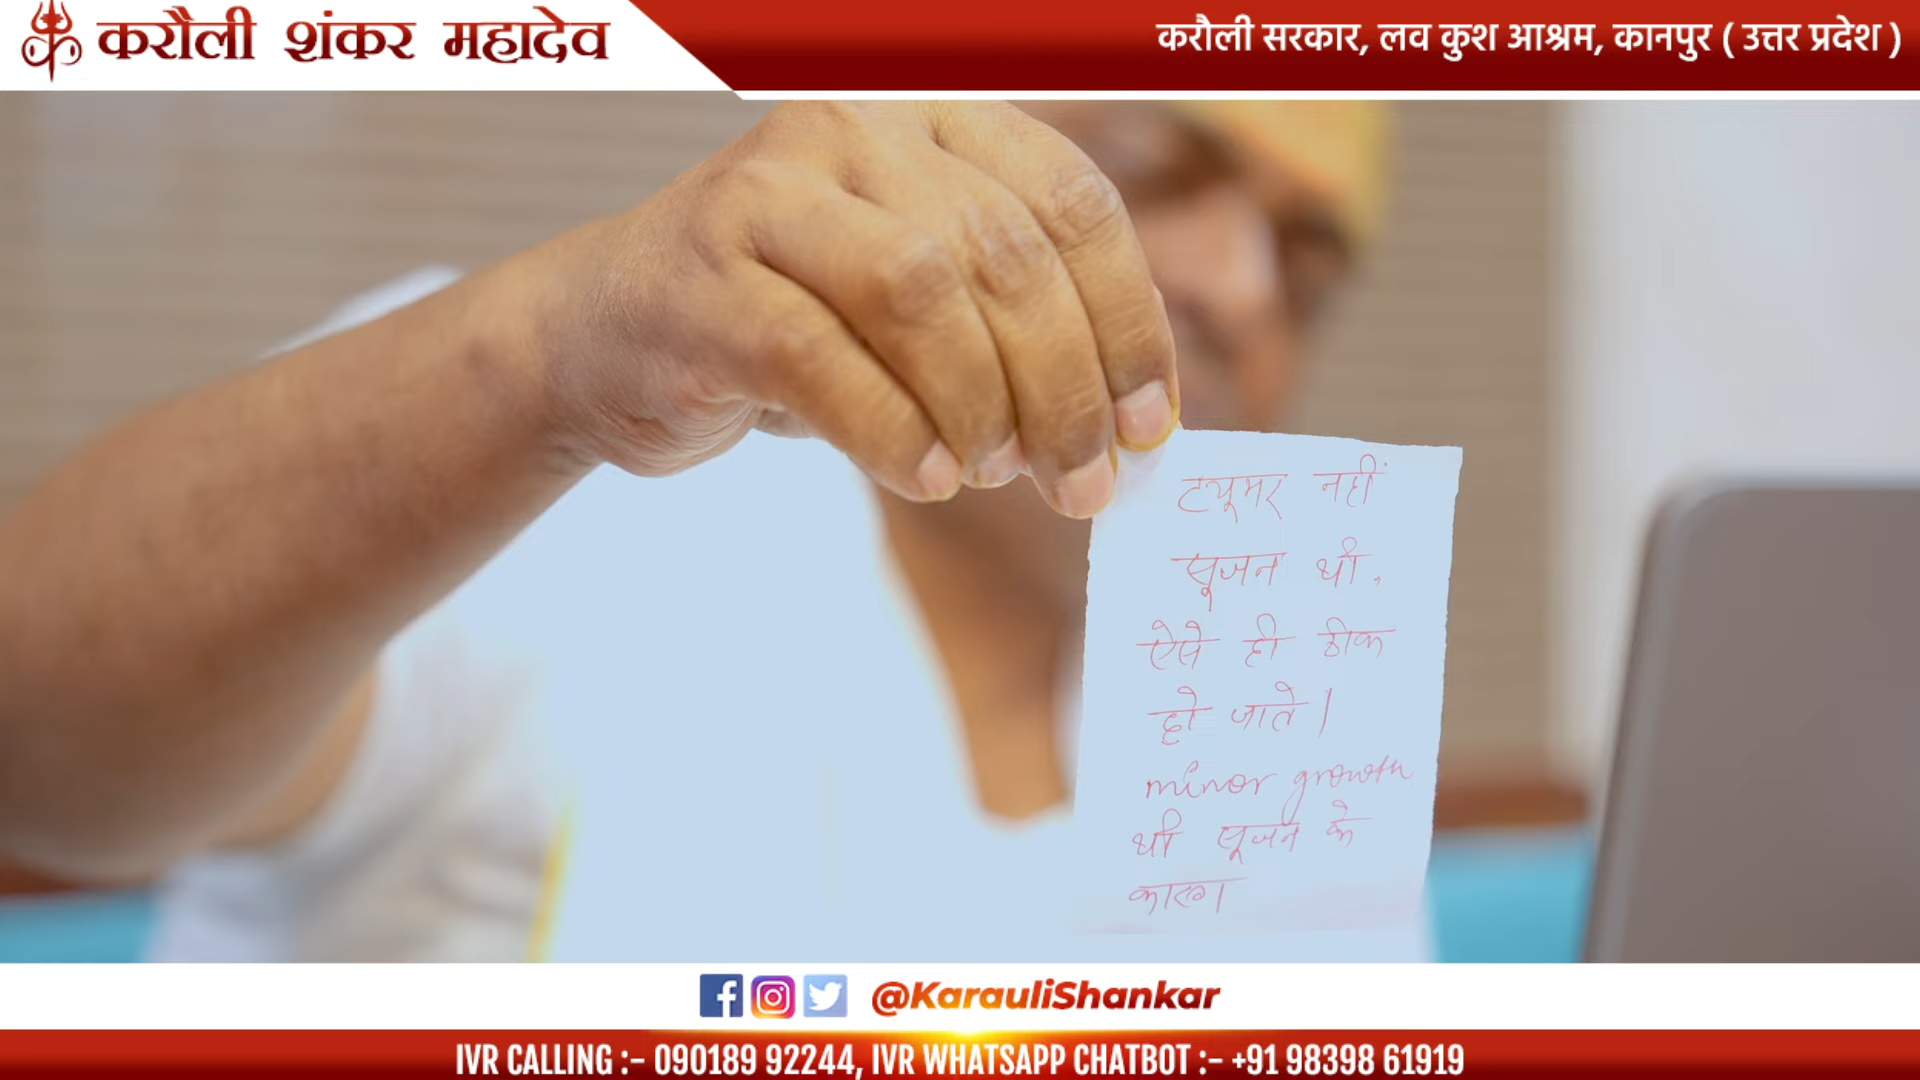 करौली शंकर महादेव
करौली सरकार, लव कुश आश्रम, कानपुर ( उत्तर प्रदेश )
ट्यूमर नहीं
सूजन थी,
ऐसे ही ठीक
हो जाते |
minor growth
थी सूजन के
कारण
@KarauliShankar
IVR CALLING :- 090189 92244, IVR WHATSAPP CHATBOT :- +91 98398 61919